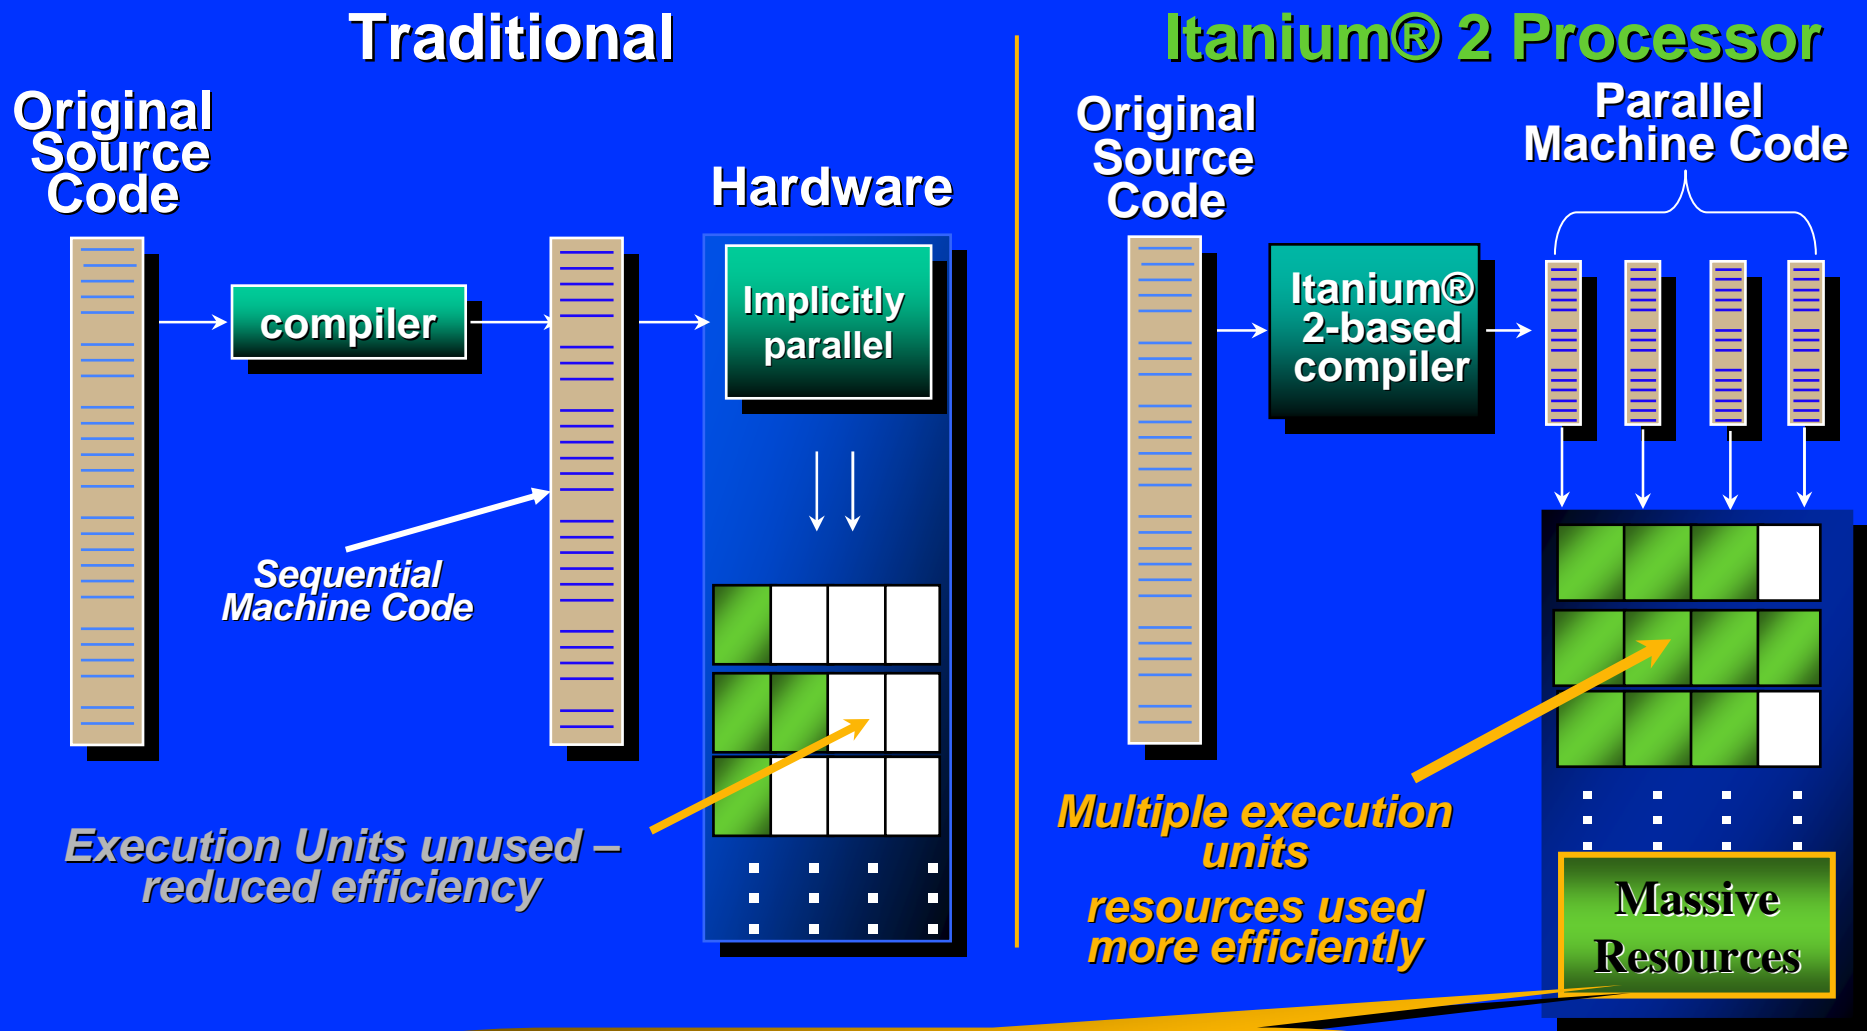 Traditional
Original
Source
Code
compiler
Sequential
Machine Code
Hardware
Implicitly
parallel
Execution Units unused –
reduced efficiency
Itanium® 2 Processor
Original
Source
Code
Itanium®
2-based
compiler
Parallel
Machine Code
Multiple execution
units
resources used
more efficiently
Massive
Resources